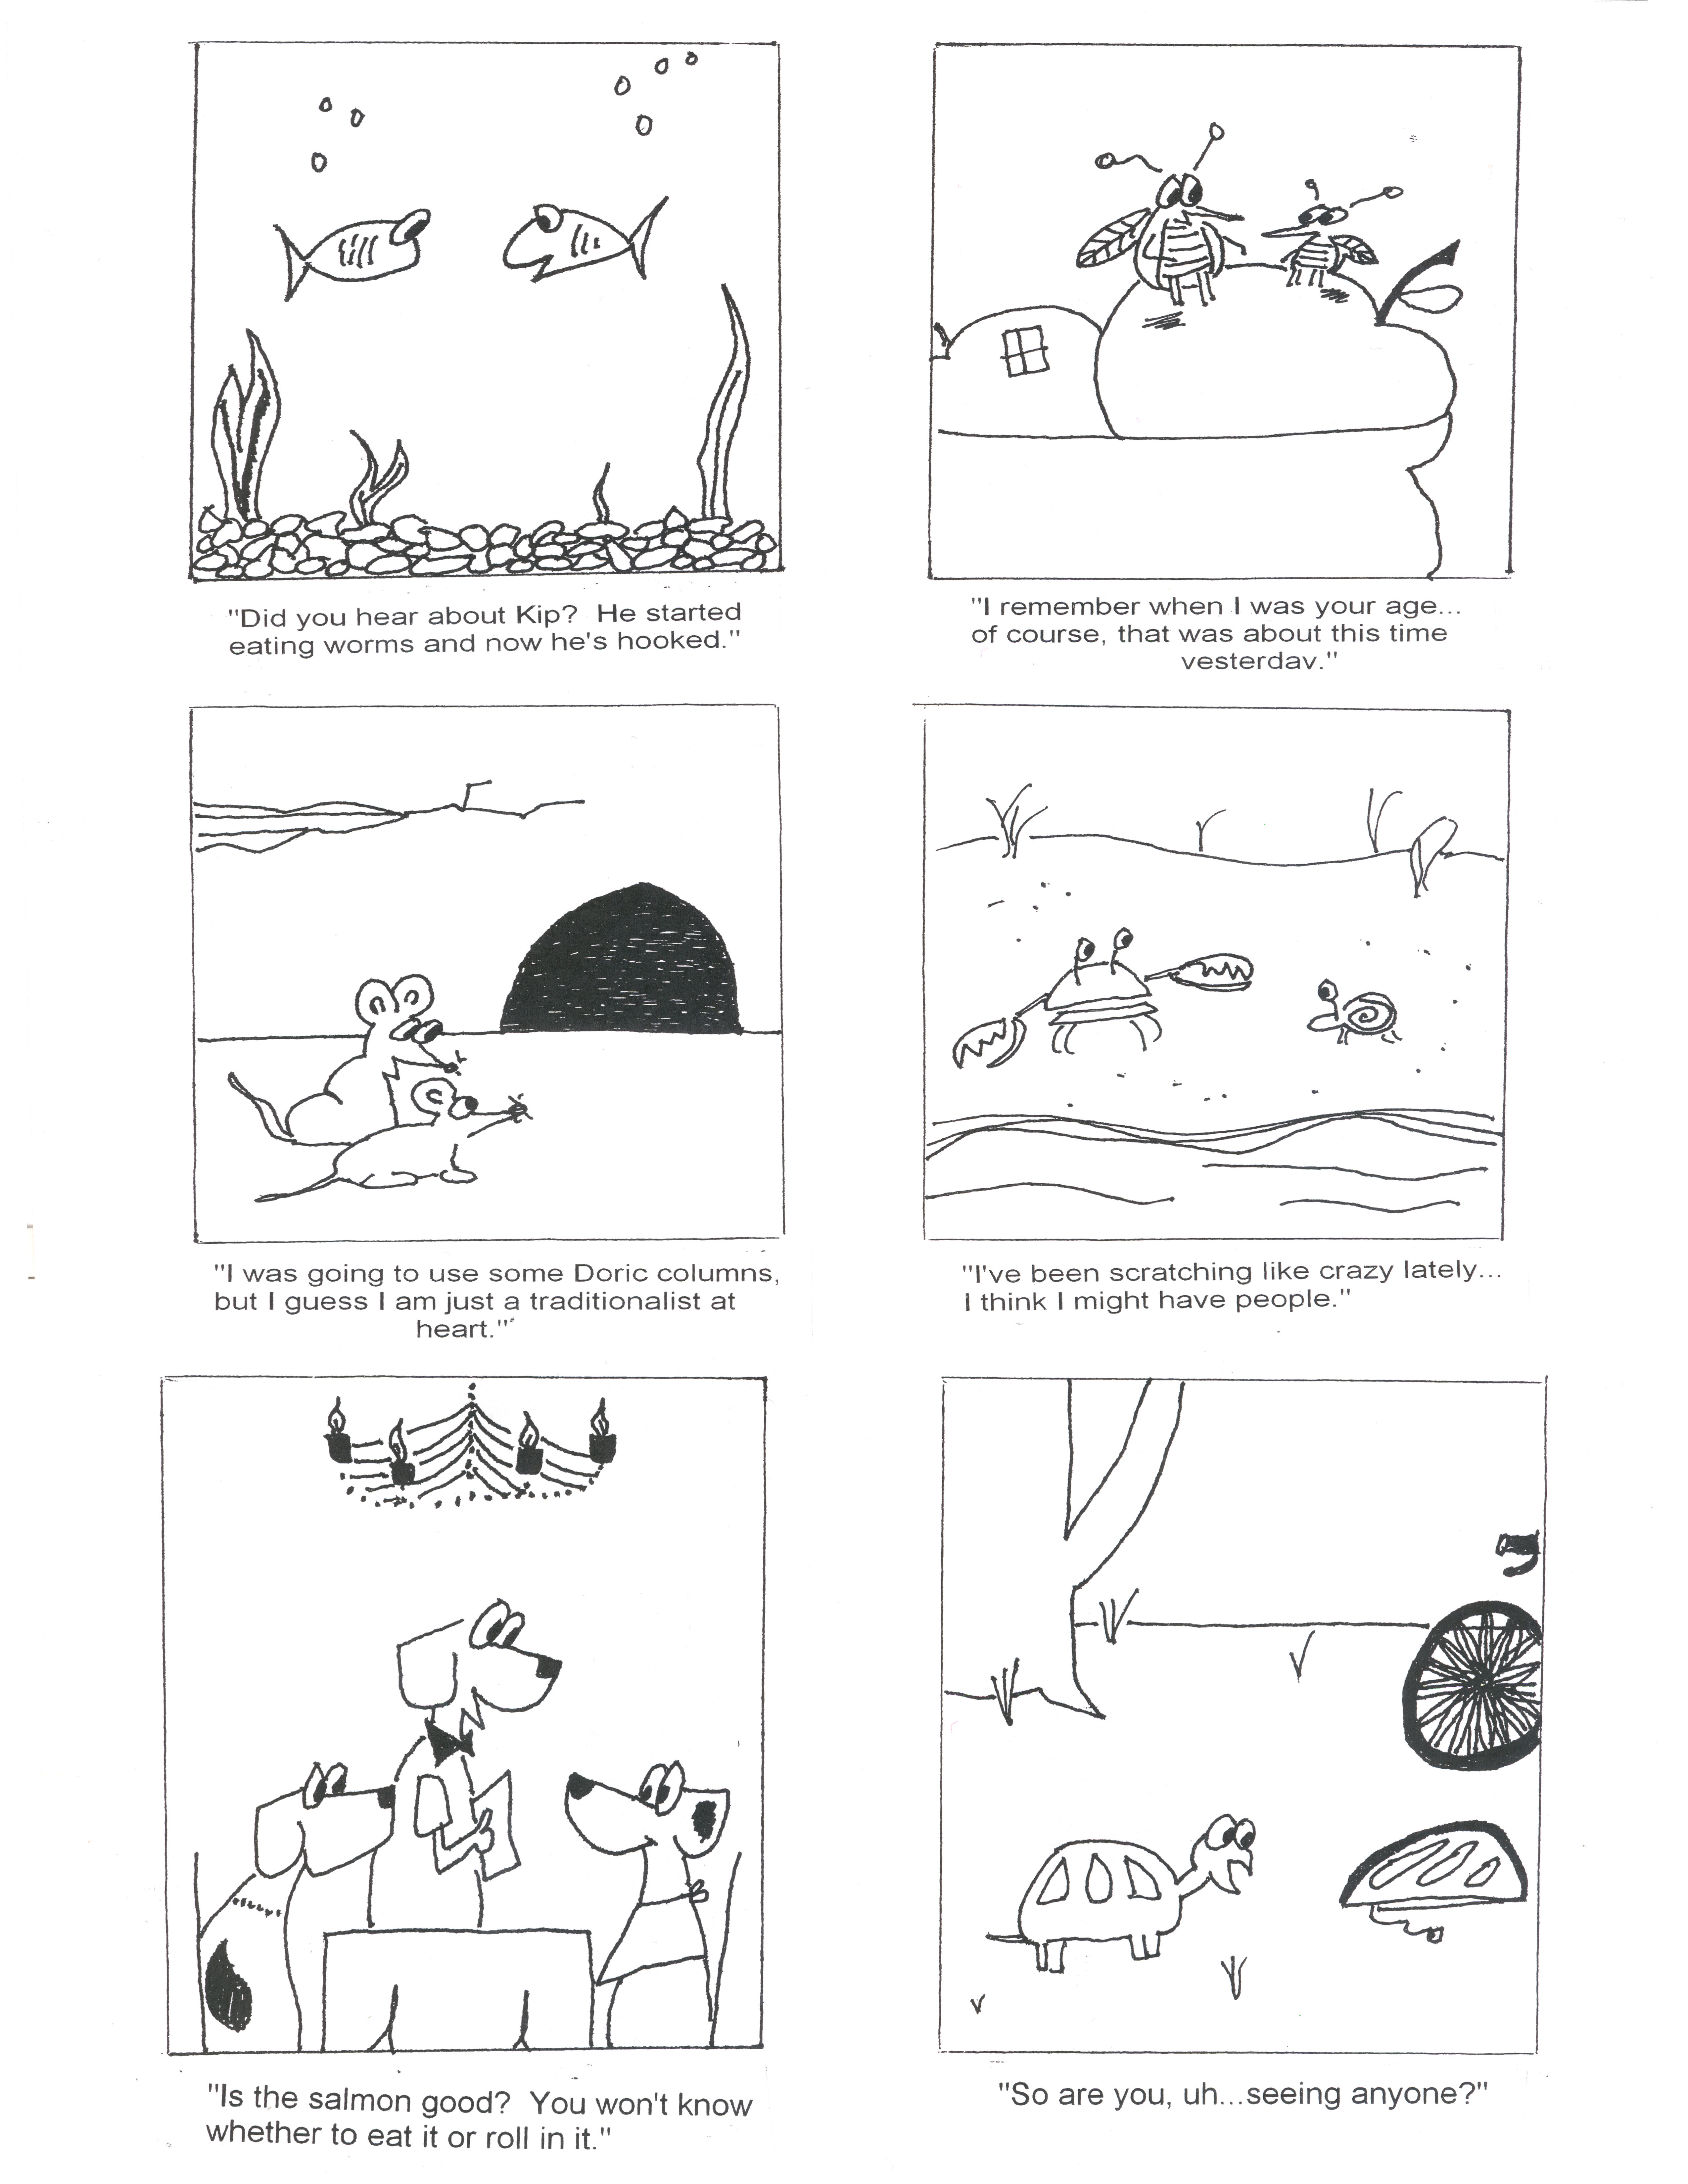 "Did you hear about Kip?  He started
eating worms and now he's hooked."
"I remember when I was your age...
of course, that was about this time
yesterday."
"I was going to use some Doric columns,
but I guess I am just a traditionalist at
heart."
"I've been scratching like crazy lately...
I think I might have people."
"Is the salmon good?  You won't know
whether to eat it or roll in it."
"So are you, uh...seeing anyone?"